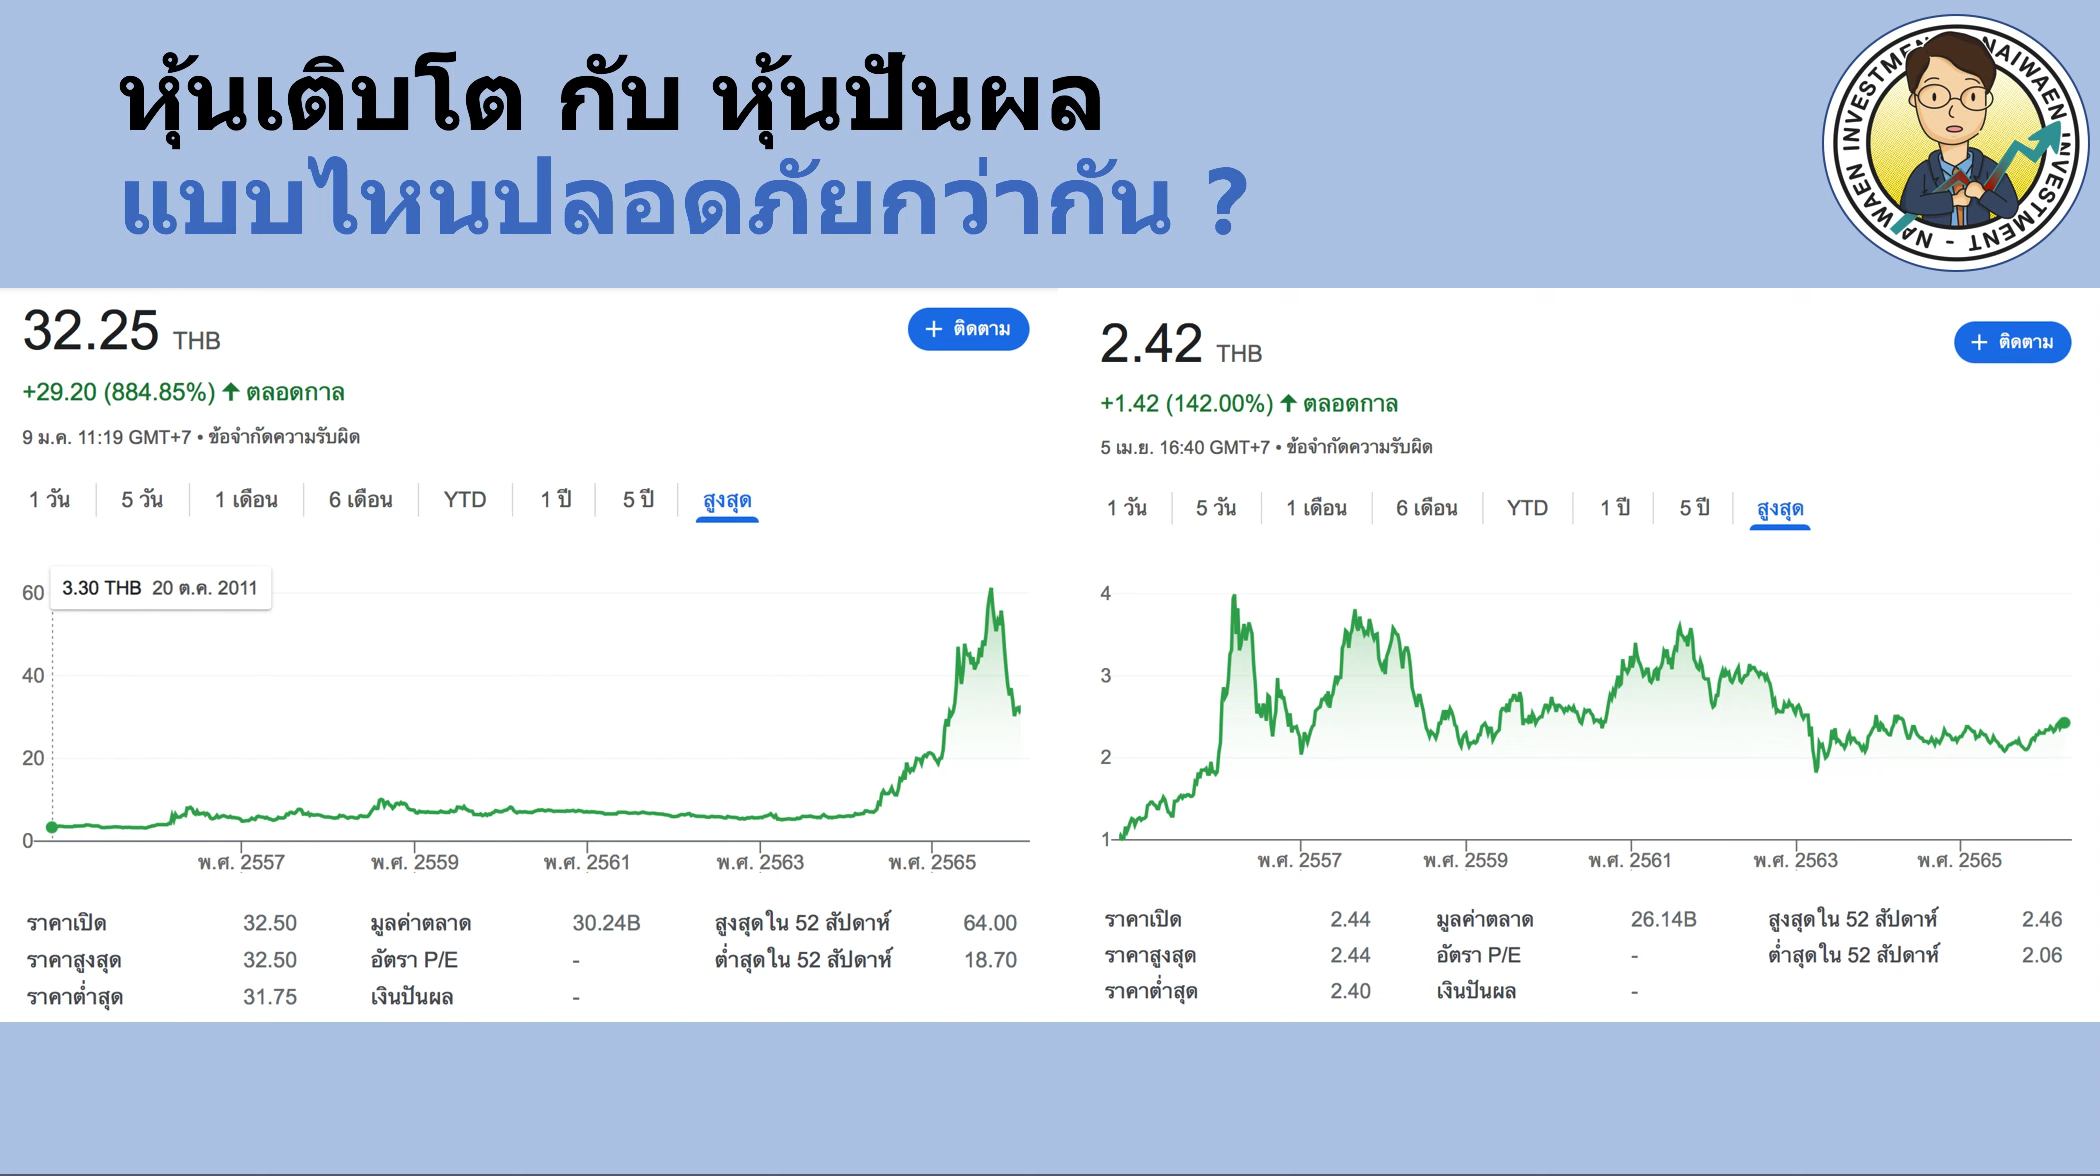 หุ้นเติบโต กับ หุ้นปันผล
แบบไหนปลอดภัยกว่ากัน ?
NAIWAEN INVESTMENT - NAIWAEN INVESTMENT
32.25 THB
+ ติดตาม
+29.20 (884.85%) ↑ ตลอดกาล
9 ม.ค. 11:19 GMT+7 • ข้อจำกัดความรับผิด
1 วัน 5 วัน 1 เดือน 6 เดือน YTD 1 ปี 5 ปี สูงสุด
3.30 THB 20 ต.ค. 2011
60
40
20
0
พ.ศ. 2557 พ.ศ. 2559 พ.ศ. 2561 พ.ศ. 2563 พ.ศ. 2565
ราคาเปิด 32.50 มูลค่าตลาด 30.24B สูงสุดใน 52 สัปดาห์ 64.00
ราคาสูงสุด 32.50 อัตรา P/E - ต่ำสุดใน 52 สัปดาห์ 18.70
ราคาต่ำสุด 31.75 เงินปันผล -
2.42 THB
+ ติดตาม
+1.42 (142.00%) ↑ ตลอดกาล
5 เม.ย. 16:40 GMT+7 • ข้อจำกัดความรับผิด
1 วัน 5 วัน 1 เดือน 6 เดือน YTD 1 ปี 5 ปี สูงสุด
4
3
2
1
พ.ศ. 2557 พ.ศ. 2559 พ.ศ. 2561 พ.ศ. 2563 พ.ศ. 2565
ราคาเปิด 2.44 มูลค่าตลาด 26.14B สูงสุดใน 52 สัปดาห์ 2.46
ราคาสูงสุด 2.44 อัตรา P/E - ต่ำสุดใน 52 สัปดาห์ 2.06
ราคาต่ำสุด 2.40 เงินปันผล -